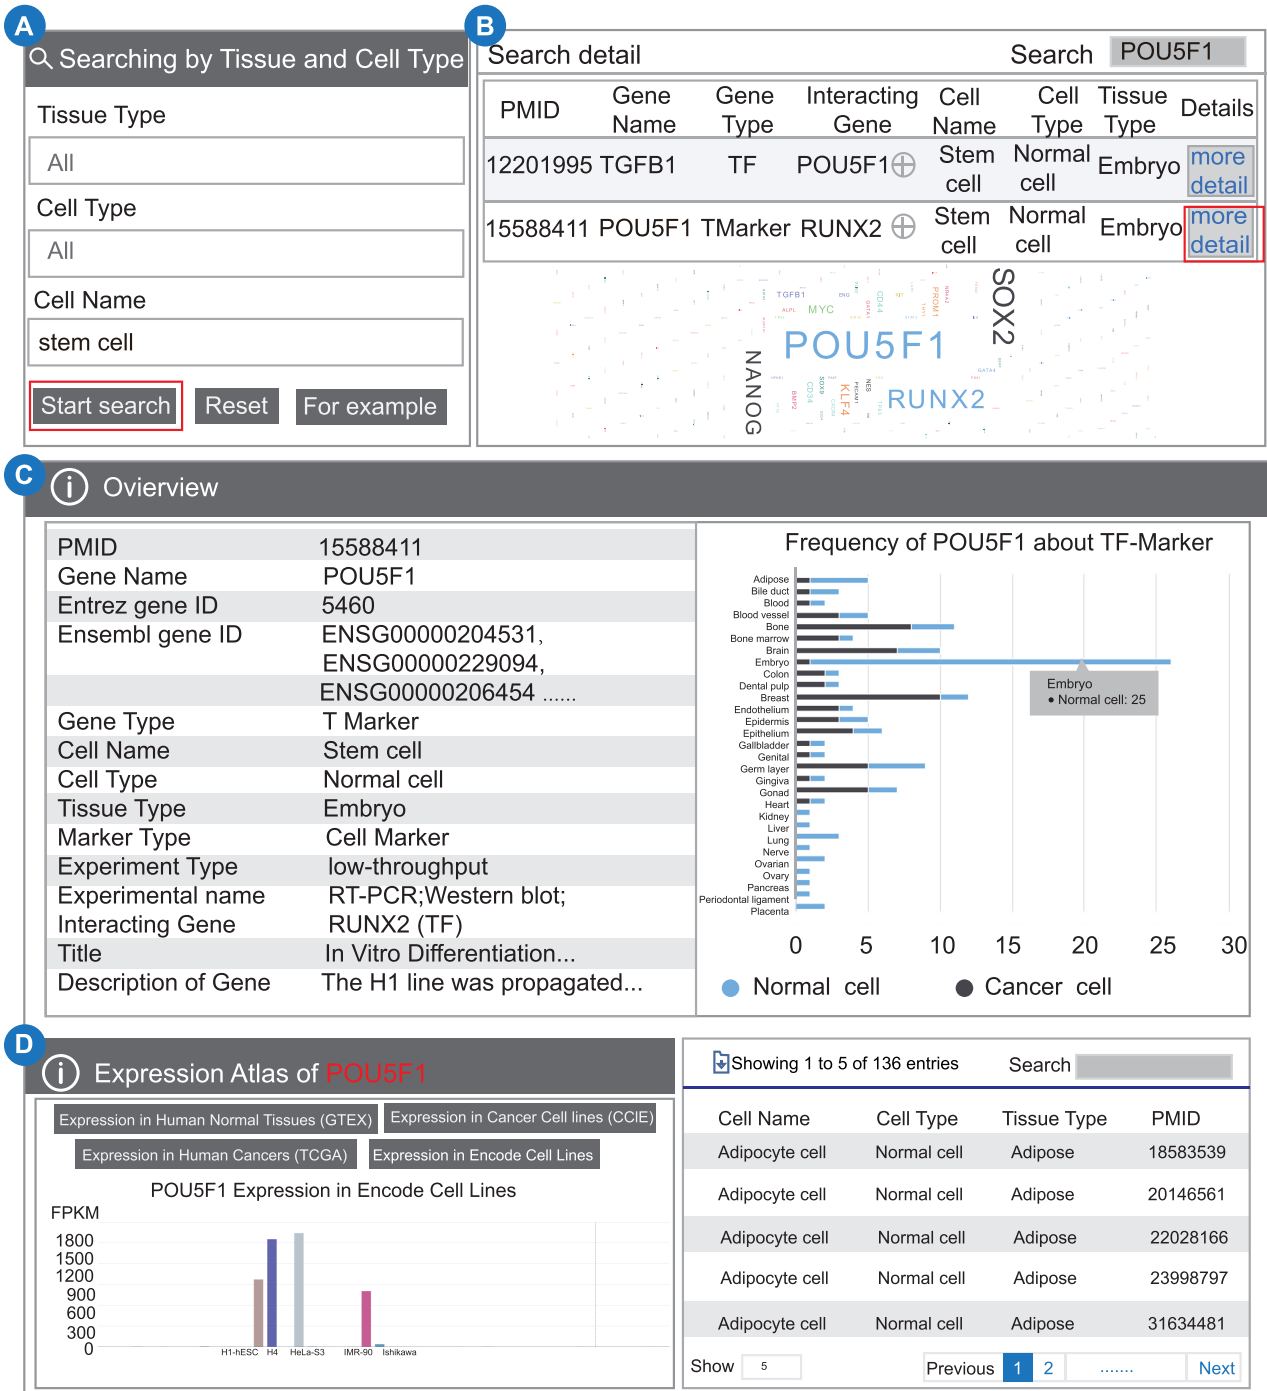 A
Searching by Tissue and Cell Type
Tissue Type
All
Cell Type
All
Cell Name
stem cell
Start search
Reset
For example
B
Search detail
Search
POU5F1
PMID Gene Name Gene Type Interacting Gene Cell Name Cell Type Tissue Type Details
12201995 TGFB1 TF POU5F1 Stem cell Normal cell Embryo more detail
15588411 POU5F1 TMarker RUNX2 Stem cell Normal cell Embryo more detail
TGFB1
ENG
CD44
KIT
PROM1
SOX2
ALPL
MYC
GATA1
POU5F1
NANOG
GATA4
BMP2
CD34
SOX9
KLF4
PECAM1
NES
RUNX2
C
Ovierview
PMID 15588411
Gene Name POU5F1
Entrez gene ID 5460
Ensembl gene ID ENSG00000204531,
ENSG00000229094,
ENSG00000206454 ......
Gene Type T Marker
Cell Name Stem cell
Cell Type Normal cell
Tissue Type Embryo
Marker Type Cell Marker
Experiment Type low-throughput
Experimental name RT-PCR;Western blot;
Interacting Gene RUNX2 (TF)
Title In Vitro Differentiation...
Description of Gene The H1 line was propagated...
Frequency of POU5F1 about TF-Marker
Adipose
Bile duct
Blood
Blood vessel
Bone
Bone marrow
Brain
Embryo
Colon
Dental pulp
Breast
Endothelium
Epidermis
Epithelium
Gallbladder
Genital
Germ layer
Gingiva
Gonad
Heart
Kidney
Liver
Lung
Nerve
Ovarian
Ovary
Pancreas
Periodontal ligament
Placenta
Embryo
• Normal cell: 25
0 5 10 15 20 25 30
Normal cell Cancer cell
D
Expression Atlas of POU5F1
Expression in Human Normal Tissues (GTEX)
Expression in Cancer Cell lines (CCIE)
Expression in Human Cancers (TCGA)
Expression in Encode Cell Lines
POU5F1 Expression in Encode Cell Lines
FPKM
1800
1500
1200
900
600
300
0
H1-hESC H4 HeLa-S3 IMR-90 Ishikawa
Showing 1 to 5 of 136 entries
Search
Cell Name Cell Type Tissue Type PMID
Adipocyte cell Normal cell Adipose 18583539
Adipocyte cell Normal cell Adipose 20146561
Adipocyte cell Normal cell Adipose 22028166
Adipocyte cell Normal cell Adipose 23998797
Adipocyte cell Normal cell Adipose 31634481
Show 5
Previous 1 2 ....... Next